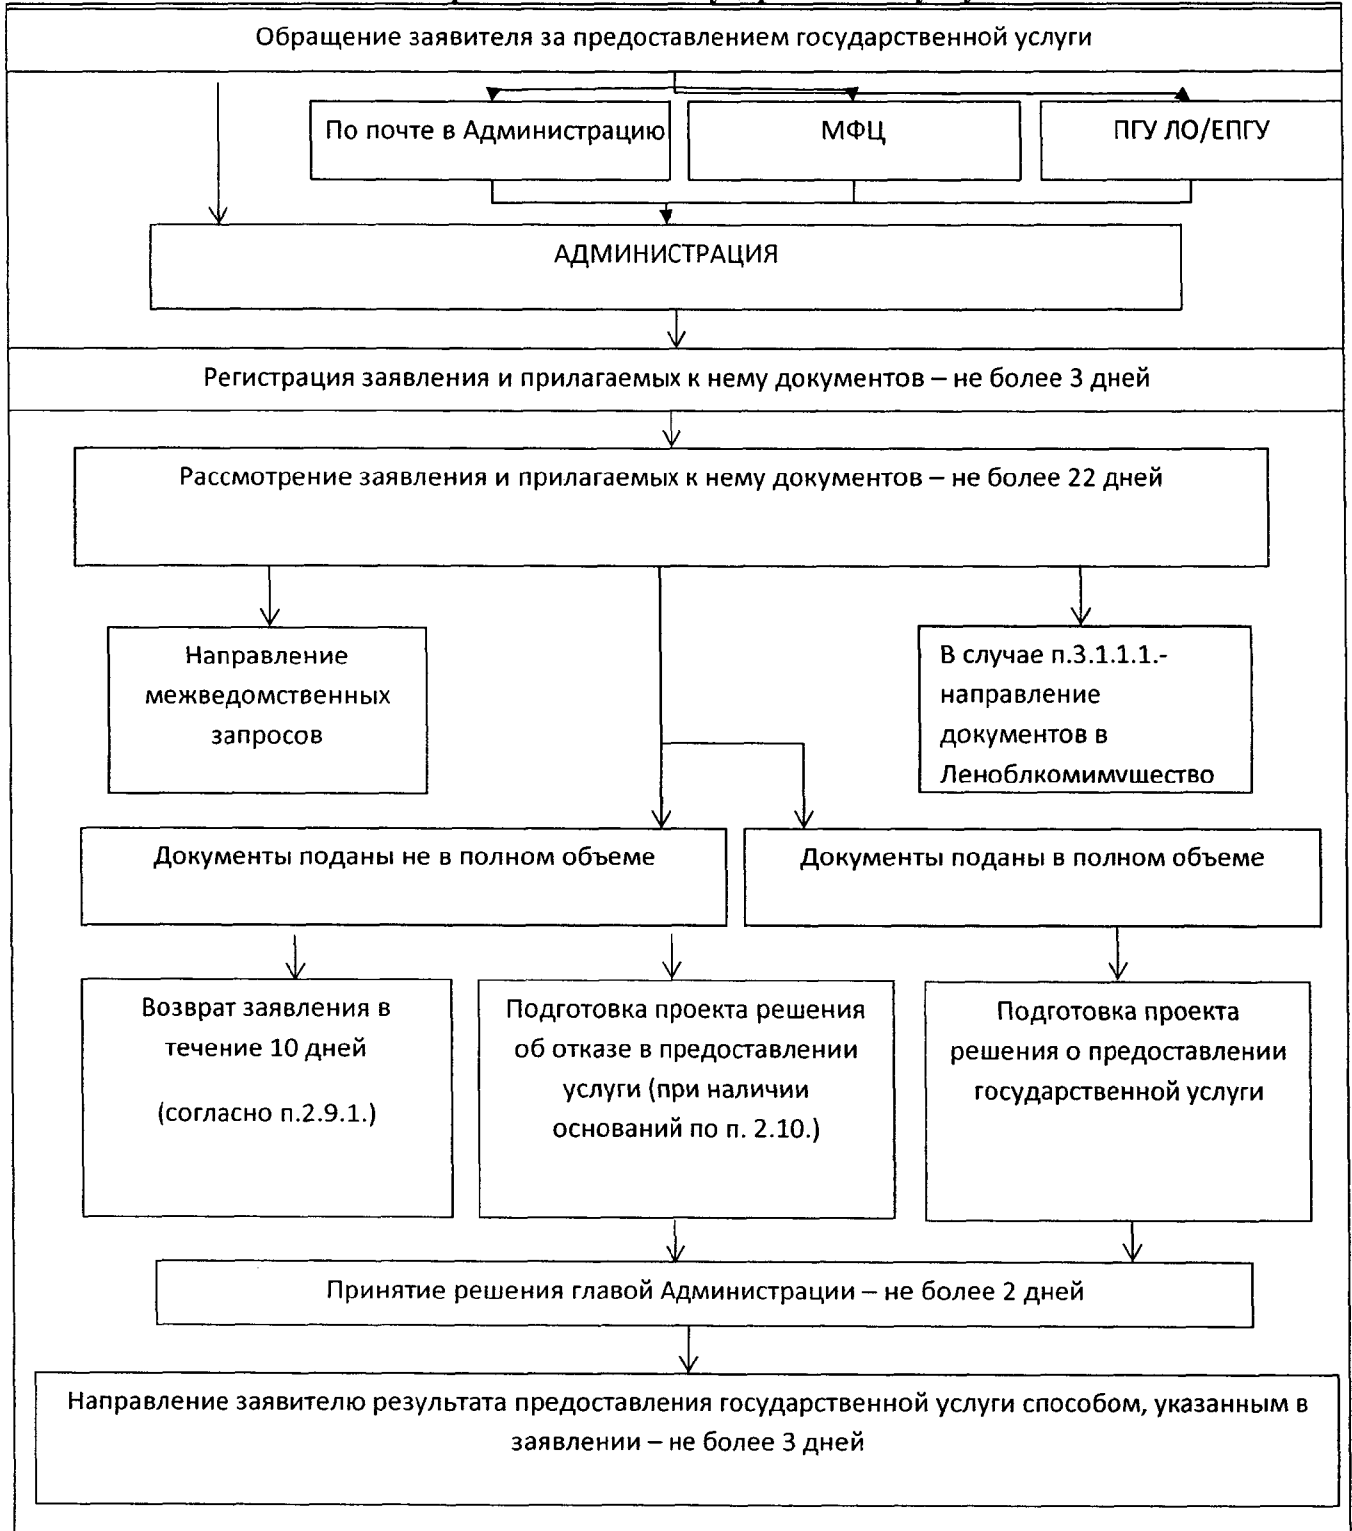 Обращение заявителя за предоставлением государственной услуги
По почте в Администрацию
МФЦ
ПГУ ЛО/ЕПГУ
АДМИНИСТРАЦИЯ
Регистрация заявления и прилагаемых к нему документов – не более 3 дней
Рассмотрение заявления и прилагаемых к нему документов – не более 22 дней
Направление
межведомственных
запросов
В случае п.3.1.1.1.-
направление
документов в
Леноблкомимущество
Документы поданы не в полном объеме
Документы поданы в полном объеме
Возврат заявления в
течение 10 дней
(согласно п.2.9.1.)
Подготовка проекта решения
об отказе в предоставлении
услуги (при наличии
оснований по п. 2.10.)
Подготовка проекта
решения о предоставлении
государственной услуги
Принятие решения главой Администрации – не более 2 дней
Направление заявителю результата предоставления государственной услуги способом, указанным в
заявлении – не более 3 дней